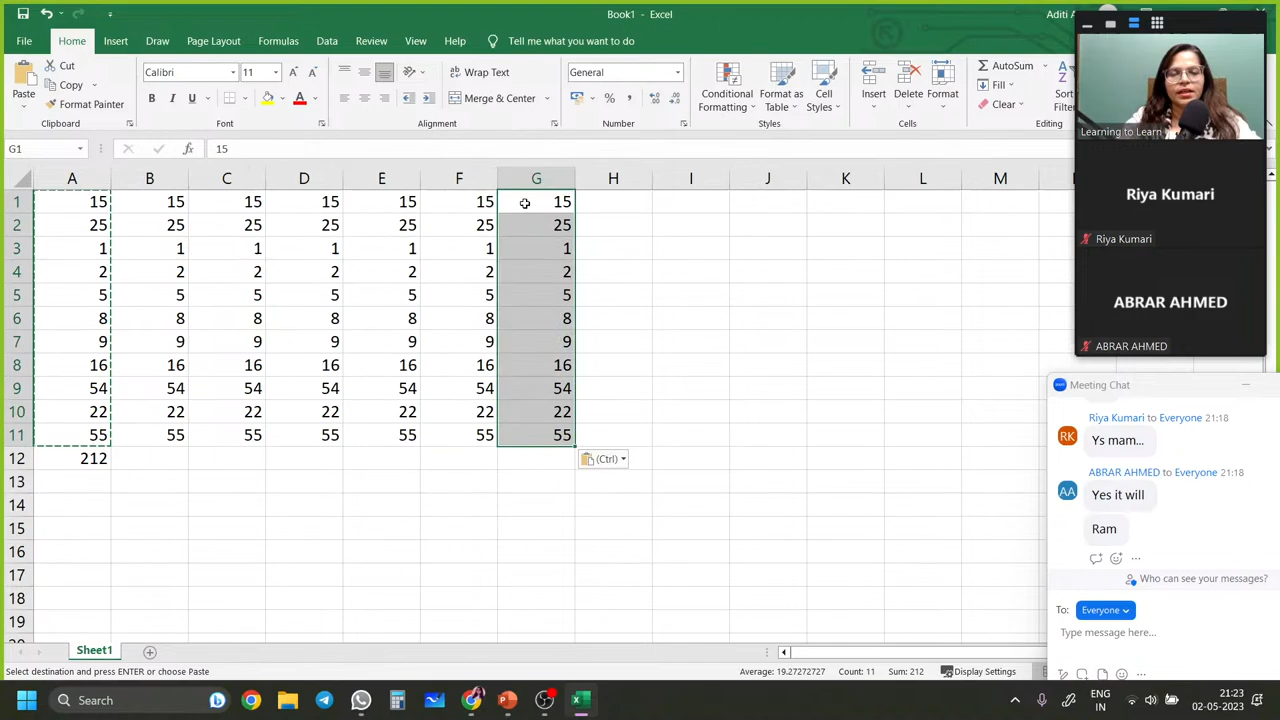 Book1 - Excel
Aditi A
File Home Insert Draw Page Layout Formulas Data Review View Help Tell me what you want to do
Cut
Copy
Format Painter
Paste
Clipboard
Calibri 11
B I U
Font
Wrap Text
Merge & Center
Alignment
General
Number
Conditional Formatting
Format as Table
Cell Styles
Styles
Insert Delete Format
Cells
AutoSum
Fill
Clear
Sort
Editing
Learning to Learn
G1 fx 15
A B C D E F G H I J K L M
1 15 15 15 15 15 15 15
2 25 25 25 25 25 25 25
3 1 1 1 1 1 1 1
4 2 2 2 2 2 2 2
5 5 5 5 5 5 5 5
6 8 8 8 8 8 8 8
7 9 9 9 9 9 9 9
8 16 16 16 16 16 16 16
9 54 54 54 54 54 54 54
10 22 22 22 22 22 22 22
11 55 55 55 55 55 55 55
12 212
(Ctrl)
13
14
15
16
17
18
19
Riya Kumari
Riya Kumari
ABRAR AHMED
ABRAR AHMED
Meeting Chat
Riya Kumari to Everyone 21:18
RK Ys mam...
ABRAR AHMED to Everyone 21:18
AA Yes it will
Ram
Who can see your messages?
To: Everyone
Type message here...
Sheet1
Select destination and press ENTER or choose Paste
Average: 19.27272727 Count: 11 Sum: 212 Display Settings
Search
ENG
IN
21:23
02-05-2023